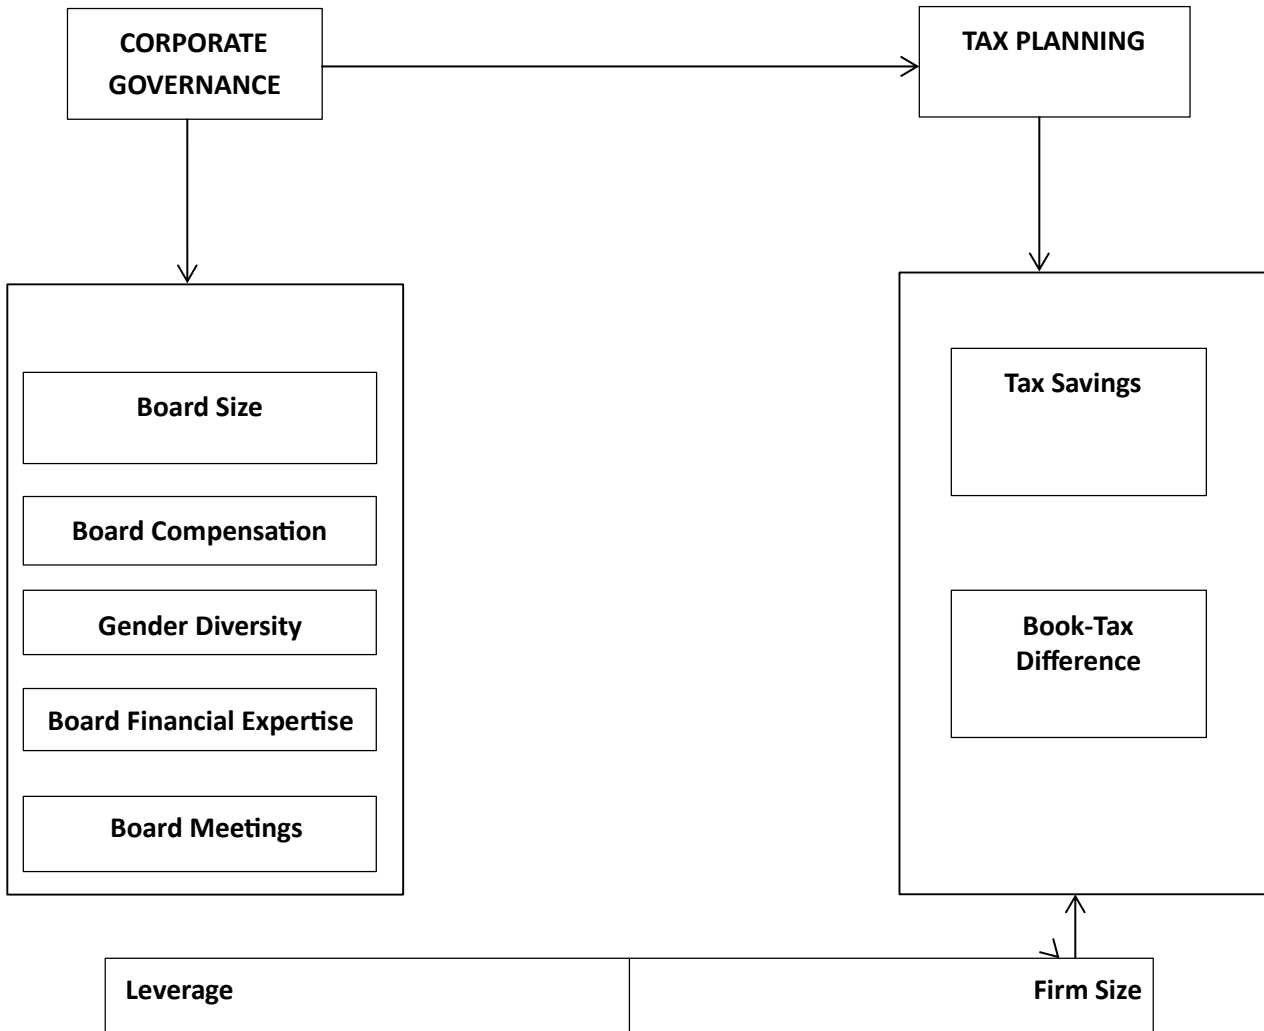 CORPORATE
GOVERNANCE
TAX PLANNING
Board Size
Board Compensation
Gender Diversity
Board Financial Expertise
Board Meetings
Tax Savings
Book-Tax
Difference
Leverage
Firm Size